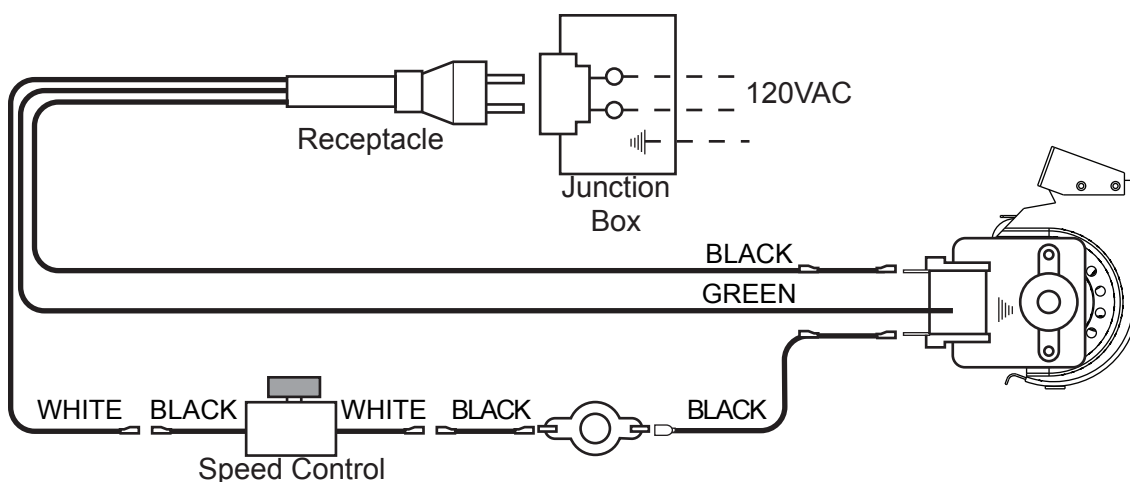 120VAC
Receptacle
Junction
Box
BLACK
GREEN
WHITE BLACK WHITE BLACK BLACK
Speed Control